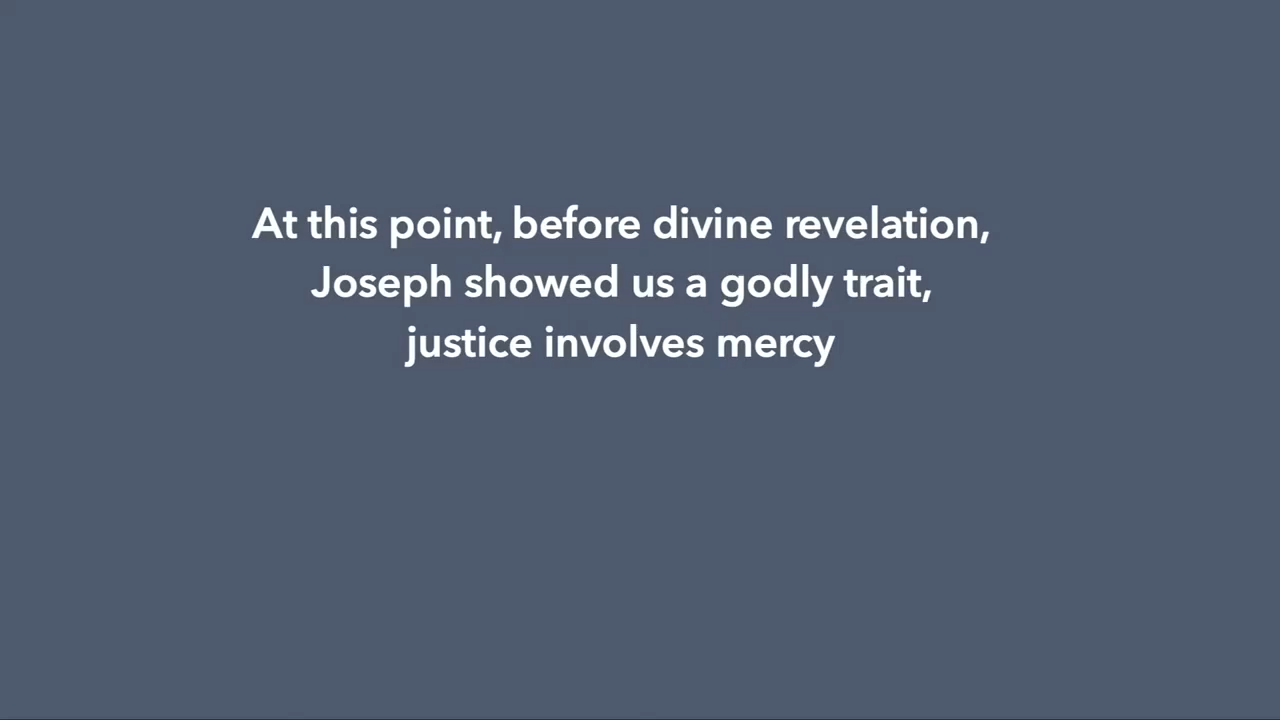 At this point, before divine revelation,
Joseph showed us a godly trait,
justice involves mercy